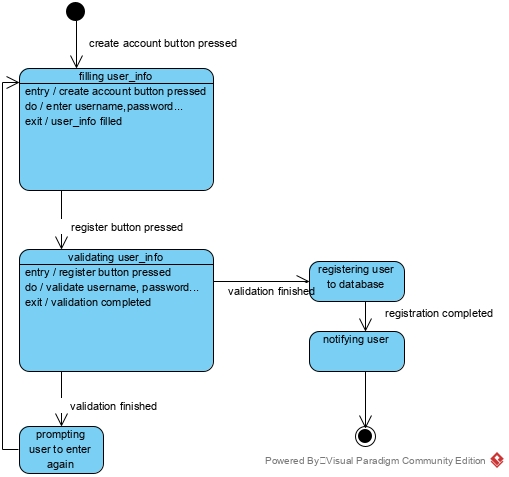 create account button pressed
filling user_info
entry / create account button pressed
do / enter username,password...
exit / user_info filled
register button pressed
validating user_info
entry / register button pressed
do / validate username, password...
exit / validation completed
validation finished
registering user
to database
registration completed
notifying user
validation finished
prompting
user to enter
again
Powered By Visual Paradigm Community Edition